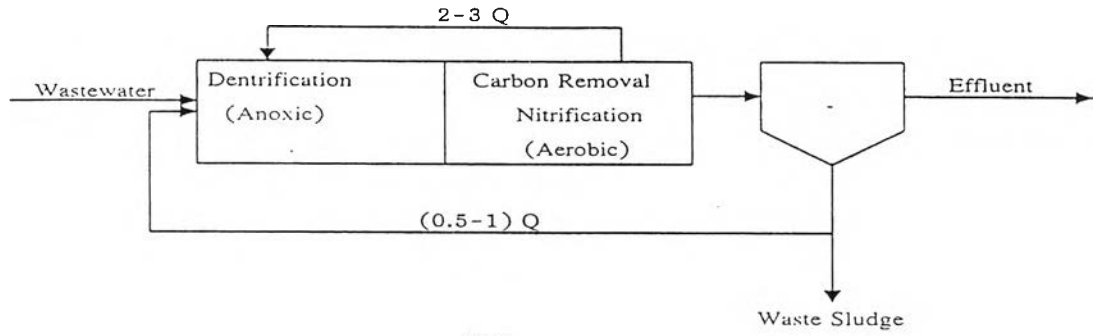 2-3 Q
Dentrification
(Anoxic)
Carbon Removal
Nitrification
(Aerobic)
Wastewater
Effluent
(0.5-1) Q
Waste Sludge